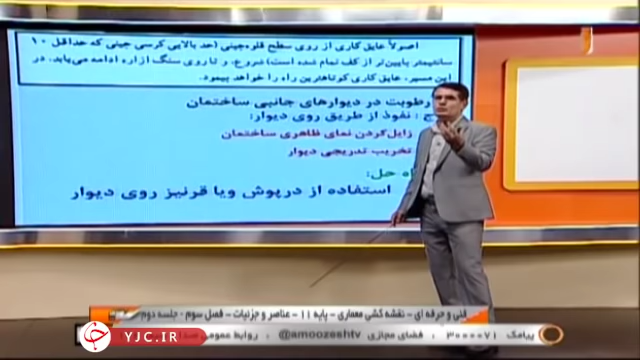 اصولاً عایق کاری از روی سطح قلوه‌چینی (حد بالایی کرسی چینی که حداقل ۱۰
سانتیمتر پایین‌تر از کف تمام شده است) شروع، و تا روی سنگ ازاره ادامه می‌یابد. در
این مسیر، عایق کاری کوتاهترین راه را خواهد پیمود.
رطوبت در دیوارهای جانبی ساختمان
ج : نفوذ از طریق روی دیوار:
زایل‌کردن نمای ظاهری ساختمان
تخریب تدریجی دیوار
اه حل:
استفاده از درپوش ویا قرنیز روی دیوار
فنی و حرفه ای - نقشه کشی معماری - پایه ۱۱ - عناصر و جزئیات - فصل سوم - جلسه دوم
پیامک : ۳۰۰۰۰۷۱ فضای مجازی amoozeshtv@ : روابط عمومی
YJC.IR